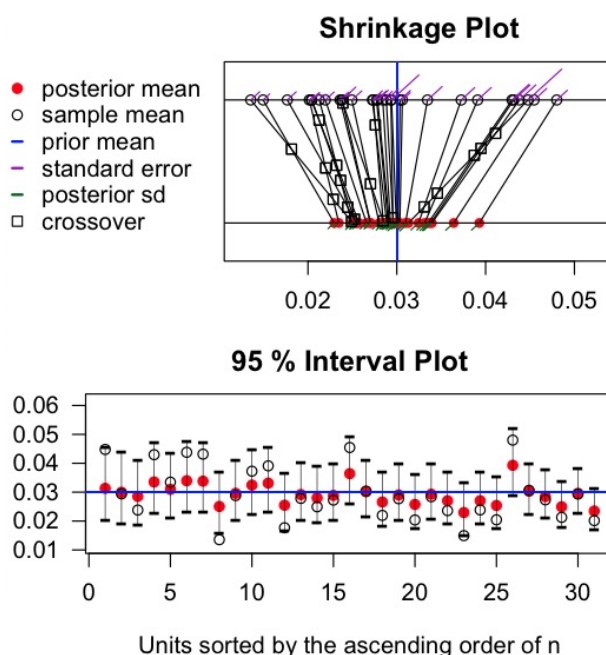 Shrinkage Plot
posterior mean
sample mean
prior mean
standard error
posterior sd
crossover
0.02 0.03 0.04 0.05
95 % Interval Plot
0.06
0.05
0.04
0.03
0.02
0.01
0 5 10 15 20 25 30
Units sorted by the ascending order of n